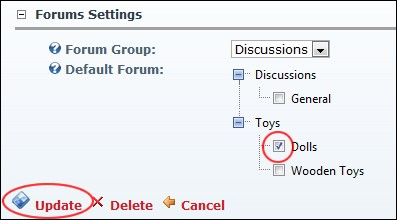 Forums Settings
Forum Group: Discussions
Default Forum:
Discussions
General
Toys
Dolls
Wooden Toys
Update Delete Cancel